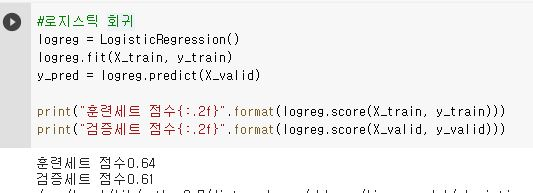 #로지스틱 회귀
logreg = LogisticRegression()
logreg.fit(X_train, y_train)
y_pred = logreg.predict(X_valid)
print("훈련세트 점수{:.2f}".format(logreg.score(X_train, y_train)))
print("검증세트 점수{:.2f}".format(logreg.score(X_valid, y_valid)))
훈련세트 점수0.64
검증세트 점수0.61